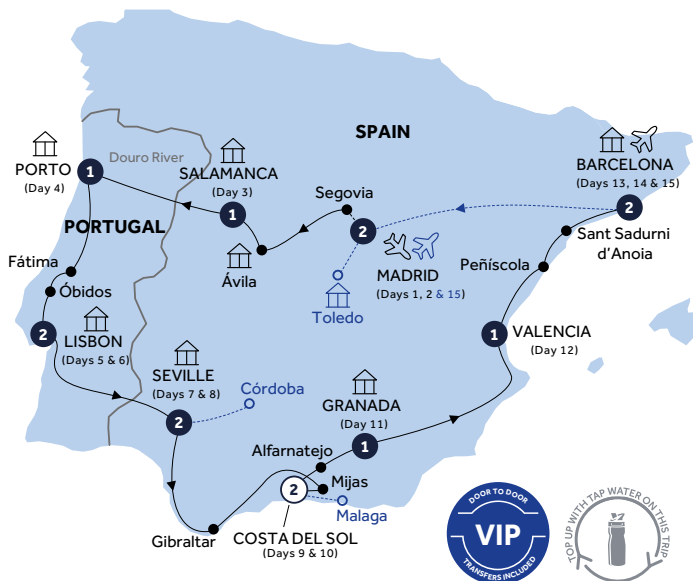 SPAIN
Douro River
PORTO
(Day 4)
1
SALAMANCA
(Day 3)
1
BARCELONA
(Days 13, 14 & 15)
2
Segovia
2
MADRID
(Days 1, 2 & 15)
Sant Sadurni
d'Anoia
PORTUGAL
Ávila
Peñíscola
Fátima
Óbidos
Toledo
2
LISBON
(Days 5 & 6)
1
VALENCIA
(Day 12)
SEVILLE
(Days 7 & 8)
2
Córdoba
GRANADA
(Day 11)
1
Alfarnatejo
Mijas
2
Malaga
Gibraltar
COSTA DEL SOL
(Days 9 & 10)
DOOR TO DOOR
VIP
TRANSFERS INCLUDED
TOP UP WITH TAP WATER ON THIS TRIP